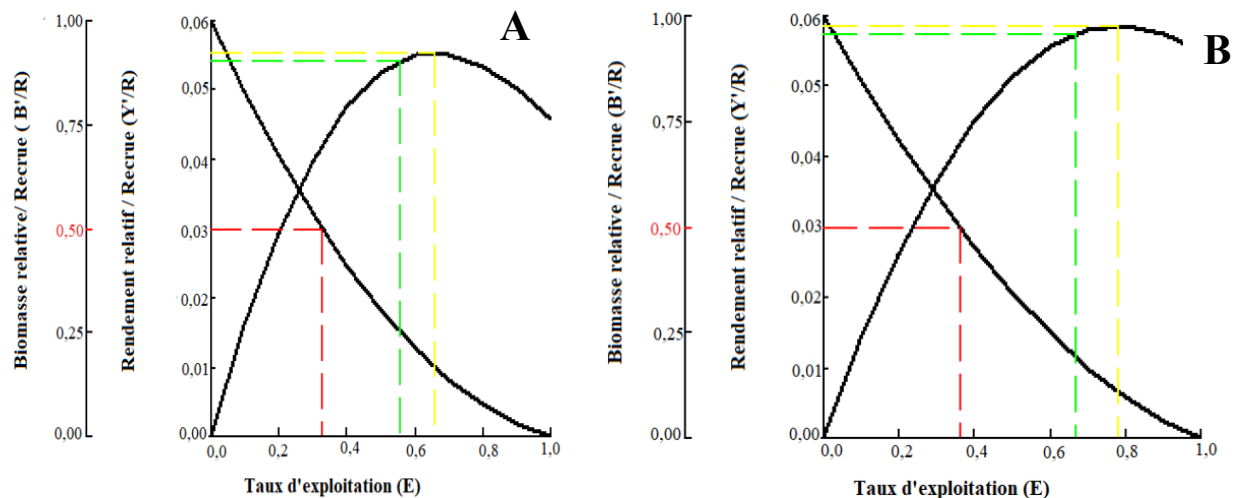 A
Biomasse relative/ Recrue ( B'/R)
1,00
0,75
0,50
0,25
0,00
Rendement relatif / Recrue (Y'/R)
0,06
0,05
0,04
0,03
0,02
0,01
0,00
0,0 0,2 0,4 0,6 0,8 1,0
Taux d'exploitation (E)
B
Biomasse relative / Recrue (B'/R)
1,00
0,75
0,50
0,25
0,00
Rendement relatif / Recrue (Y'/R)
0.06
0.05
0.04
0.03
0.02
0.01
0.00
0,0 0,2 0,4 0,6 0,8 1,0
Taux d'exploitation (E)